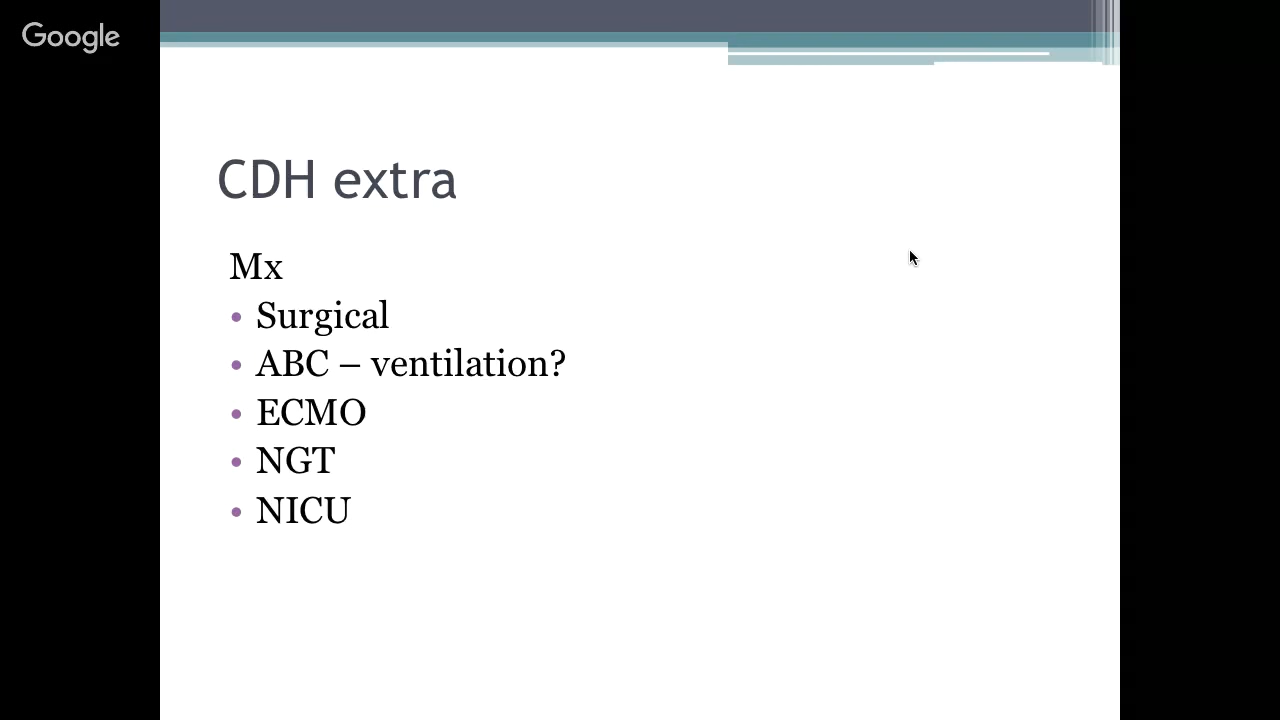 Google
CDH extra
Mx
• Surgical
• ABC – ventilation?
• ECMO
• NGT
• NICU